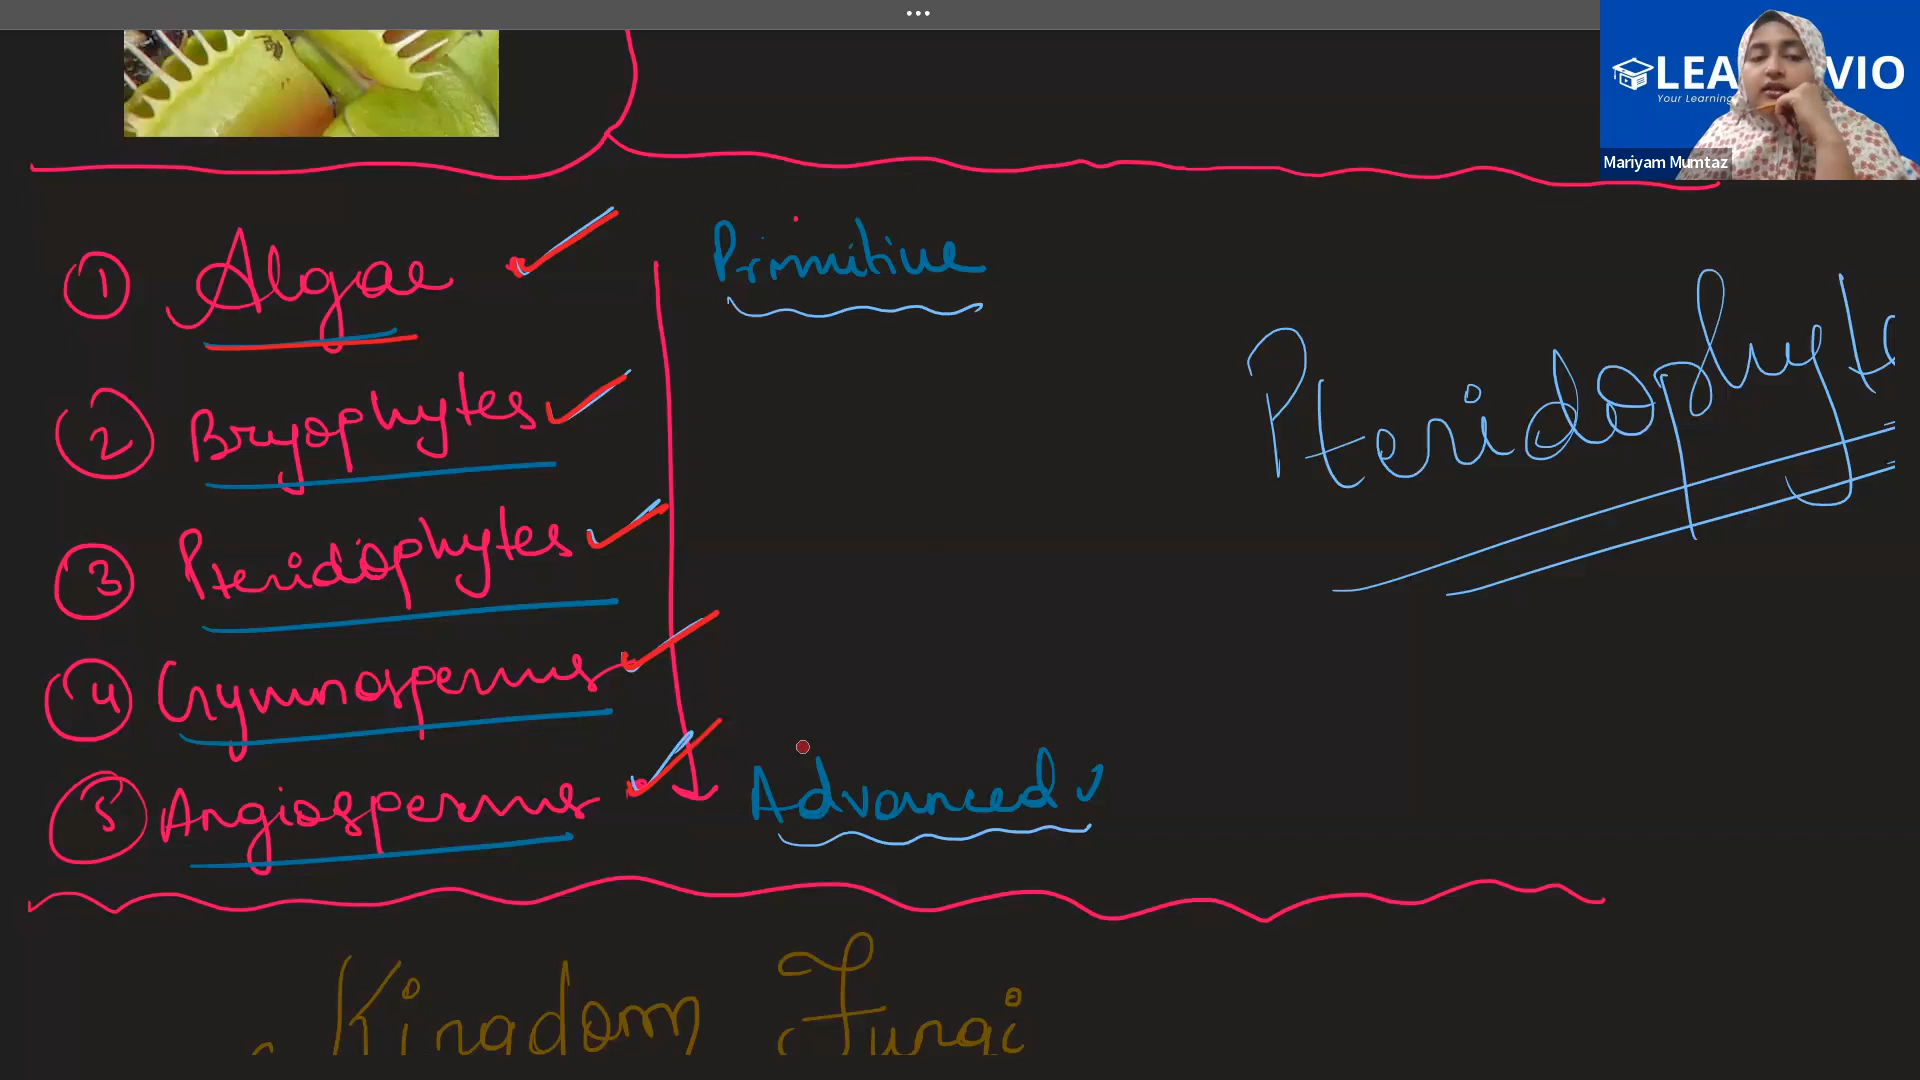 •••
LEA VIO
Your Learning
Mariyam Mumtaz
① Algae
Primitive
② Bryophytes
Pteridophyte
③ Pteridophytes
④ Gymnosperms
⑤ Angiosperms
Advanced
Kingdom Fungi